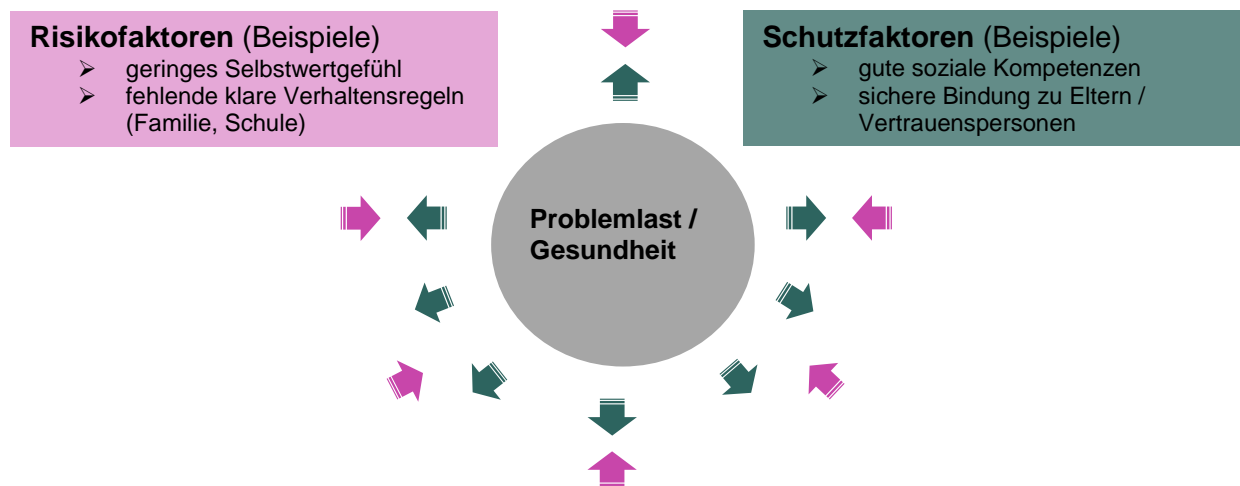 Risikofaktoren (Beispiele)
➢ geringes Selbstwertgefühl
➢ fehlende klare Verhaltensregeln
(Familie, Schule)
Schutzfaktoren (Beispiele)
➢ gute soziale Kompetenzen
➢ sichere Bindung zu Eltern /
Vertrauenspersonen
Problemlast /
Gesundheit